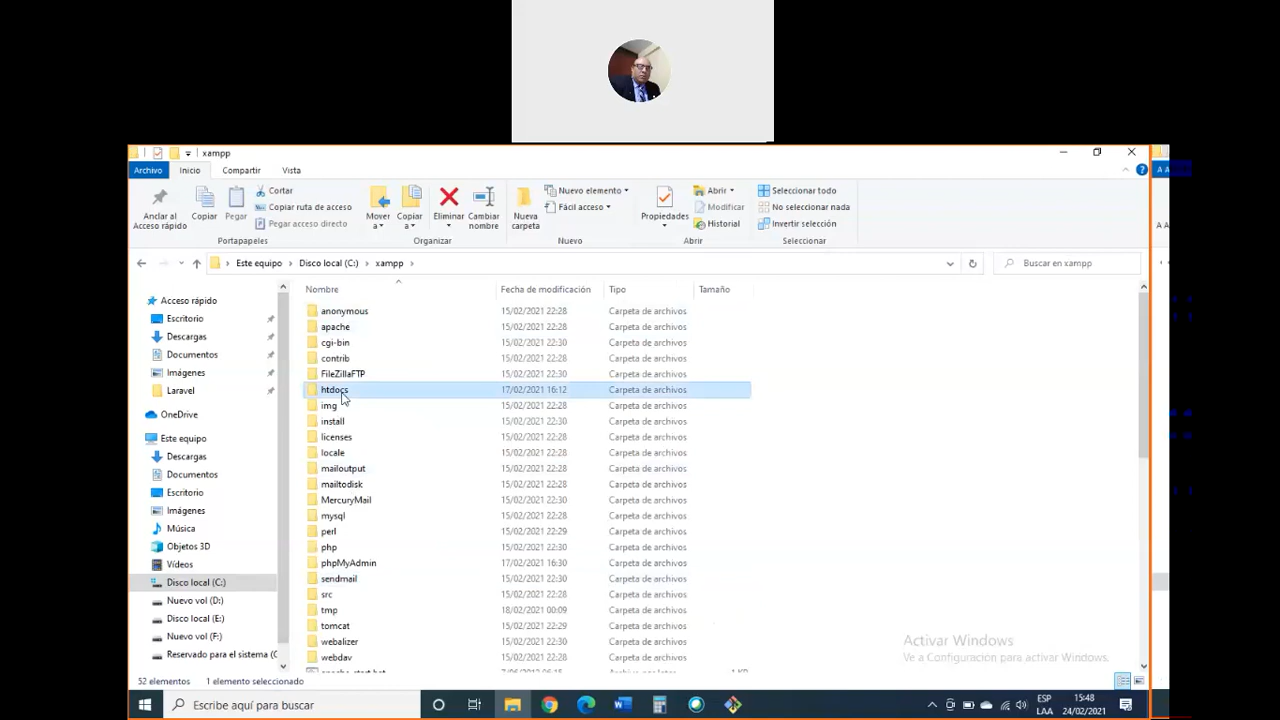 xampp
Archivo Inicio Compartir Vista
Anclar al Acceso rápido
Copiar
Pegar
Cortar
Copiar ruta de acceso
Pegar acceso directo
Portapapeles
Mover a
Copiar a
Eliminar
Cambiar nombre
Organizar
Nueva carpeta
Nuevo elemento
Fácil acceso
Nuevo
Propiedades
Abrir
Modificar
Historial
Abrir
Seleccionar todo
No seleccionar nada
Invertir selección
Seleccionar
Este equipo > Disco local (C:) > xampp >
Buscar en xampp
Nombre Fecha de modificación Tipo Tamaño
Acceso rápido
Escritorio
Descargas
Documentos
Imágenes
Laravel
OneDrive
Este equipo
Descargas
Documentos
Escritorio
Imágenes
Música
Objetos 3D
Vídeos
Disco local (C:)
Nuevo vol (D:)
Disco local (E:)
Nuevo vol (F:)
Reservado para el sistema (
anonymous 15/02/2021 22:28 Carpeta de archivos
apache 15/02/2021 22:28 Carpeta de archivos
cgi-bin 15/02/2021 22:30 Carpeta de archivos
contrib 15/02/2021 22:28 Carpeta de archivos
FileZillaFTP 15/02/2021 22:30 Carpeta de archivos
htdocs 17/02/2021 16:12 Carpeta de archivos
img 15/02/2021 22:28 Carpeta de archivos
install 15/02/2021 22:30 Carpeta de archivos
licenses 15/02/2021 22:28 Carpeta de archivos
locale 15/02/2021 22:28 Carpeta de archivos
mailoutput 15/02/2021 22:28 Carpeta de archivos
mailtodisk 15/02/2021 22:28 Carpeta de archivos
MercuryMail 15/02/2021 22:30 Carpeta de archivos
mysql 15/02/2021 22:28 Carpeta de archivos
perl 15/02/2021 22:29 Carpeta de archivos
php 15/02/2021 22:30 Carpeta de archivos
phpMyAdmin 17/02/2021 16:30 Carpeta de archivos
sendmail 15/02/2021 22:30 Carpeta de archivos
src 15/02/2021 22:28 Carpeta de archivos
tmp 18/02/2021 00:09 Carpeta de archivos
tomcat 15/02/2021 22:29 Carpeta de archivos
webalizer 15/02/2021 22:30 Carpeta de archivos
webdav 15/02/2021 22:28 Carpeta de archivos
Activar Windows
Ve a Configuración para activar Windows.
52 elementos 1 elemento seleccionado
Escribe aquí para buscar
ESP
LAA
15:48
24/02/2021